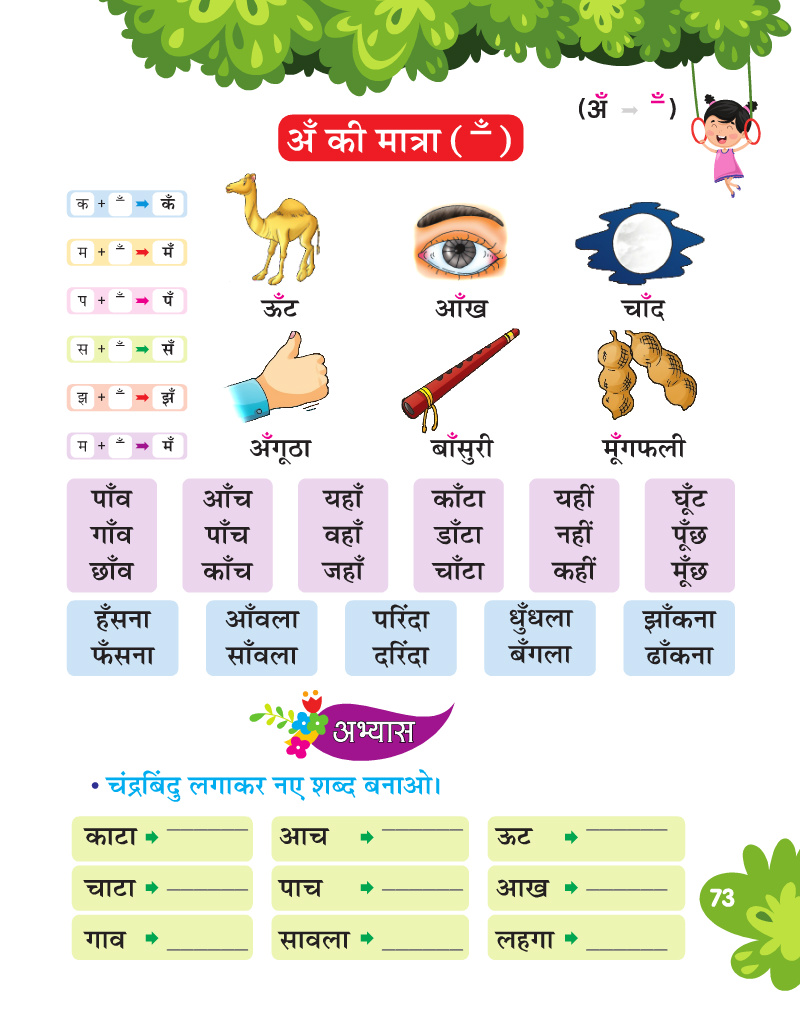 (अँ ➡ ँ)
अँ की मात्रा ( ँ )
क + ँ ➡ कँ
म + ँ ➡ मँ
प + ँ ➡ पँ
स + ँ ➡ सँ
झ + ँ ➡ झँ
म + ँ ➡ मँ
ऊँट आँख चाँद
अँगूठा बाँसुरी मूँगफली
पाँव आँच यहाँ काँटा यहीं घूँट
गाँव पाँच वहाँ डाँटा नहीं पूँछ
छाँव काँच जहाँ चाँटा कहीं मूँछ
हँसना आँवला परिंदा धुँधला झाँकना
फँसना साँवला दरिंदा बँगला ढाँकना
अभ्यास
• चंद्रबिंदु लगाकर नए शब्द बनाओ।
काटा ➡ ______ आच ➡ ______ ऊट ➡ ______
चाटा ➡ ______ पाच ➡ ______ आख ➡ ______
गाव ➡ ______ सावला ➡ ______ लहगा ➡ ______
73